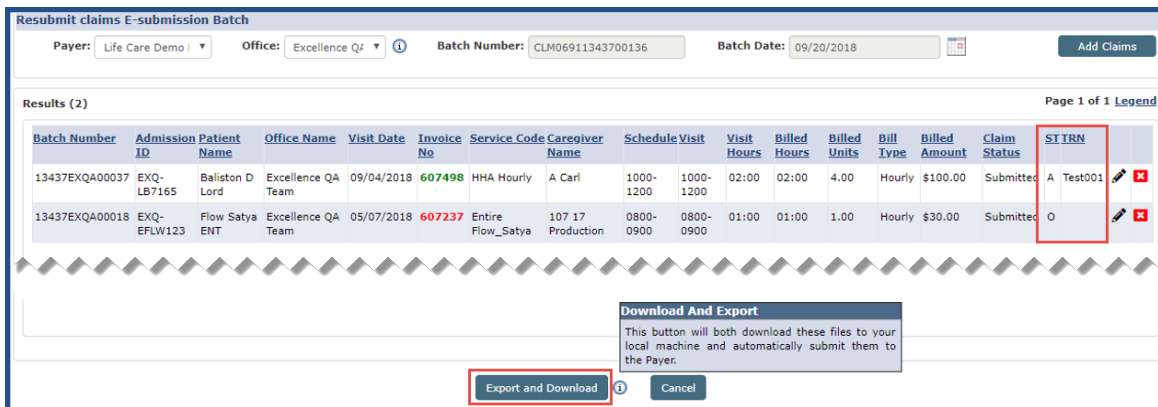 Resubmit claims E-submission Batch
Payer: Life Care Demo Office: Excellence QA Batch Number: CLM06911343700136 Batch Date: 09/20/2018 Add Claims
Results (2) Page 1 of 1 Legend
Batch Number Admission Patient Office Name Visit Date Invoice Service Code Caregiver Schedule Visit Visit Billed Billed Bill Billed Claim ST TRN
ID Name No Name Hours Hours Units Type Amount Status
13437EXQA00037 EXQ- Baliston D Excellence QA 09/04/2018 607498 HHA Hourly A Carl 1000- 1000- 02:00 02:00 4.00 Hourly $100.00 Submitted A Test001
LB7165 Lord Team 1200 1200
13437EXQA00018 EXQ- Flow Satya Excellence QA 05/07/2018 607237 Entire 107 17 0800- 0800- 01:00 01:00 1.00 Hourly $30.00 Submitted O
EFLW123 ENT Team Flow_Satya Production 0900 0900
Download And Export
This button will both download these files to your
local machine and automatically submit them to
the Payer.
Export and Download Cancel